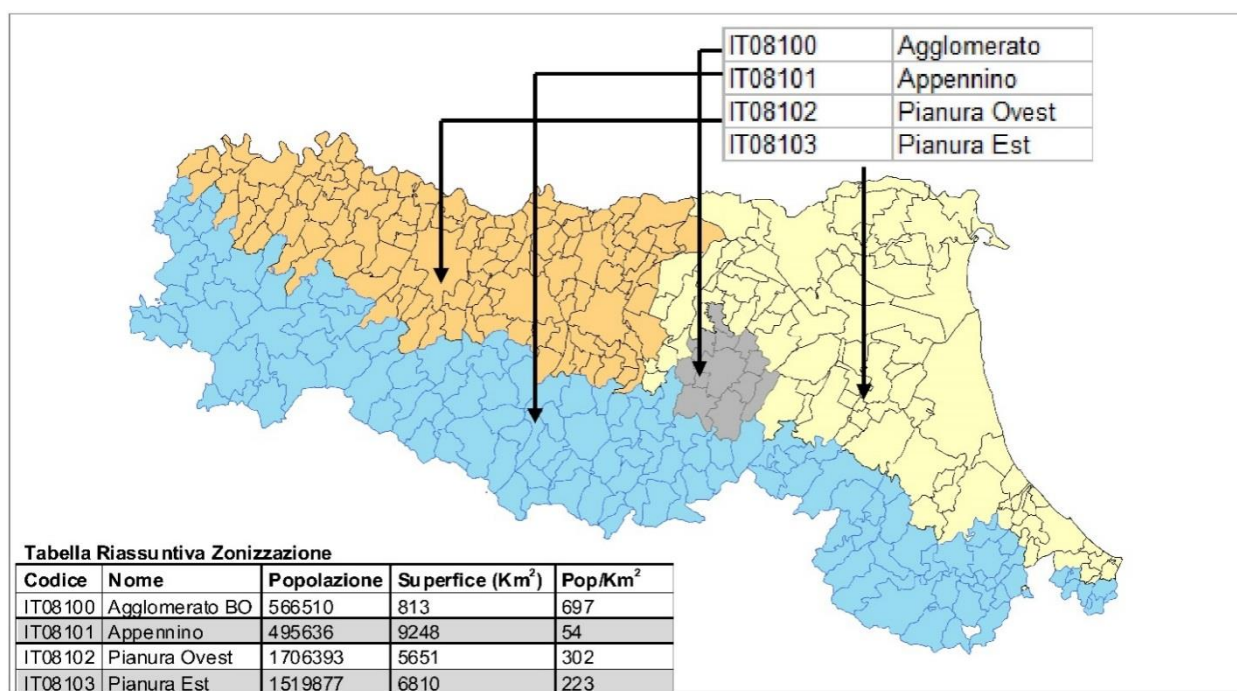 IT08100 Agglomerato
IT08101 Appennino
IT08102 Pianura Ovest
IT08103 Pianura Est
Tabella Riassuntiva Zonizzazione
Codice Nome Popolazione Superfice (Km²) Pop/Km²
IT08100 Agglomerato BO 566510 813 697
IT08101 Appennino 495636 9248 54
IT08102 Pianura Ovest 1706393 5651 302
IT08103 Pianura Est 1519877 6810 223